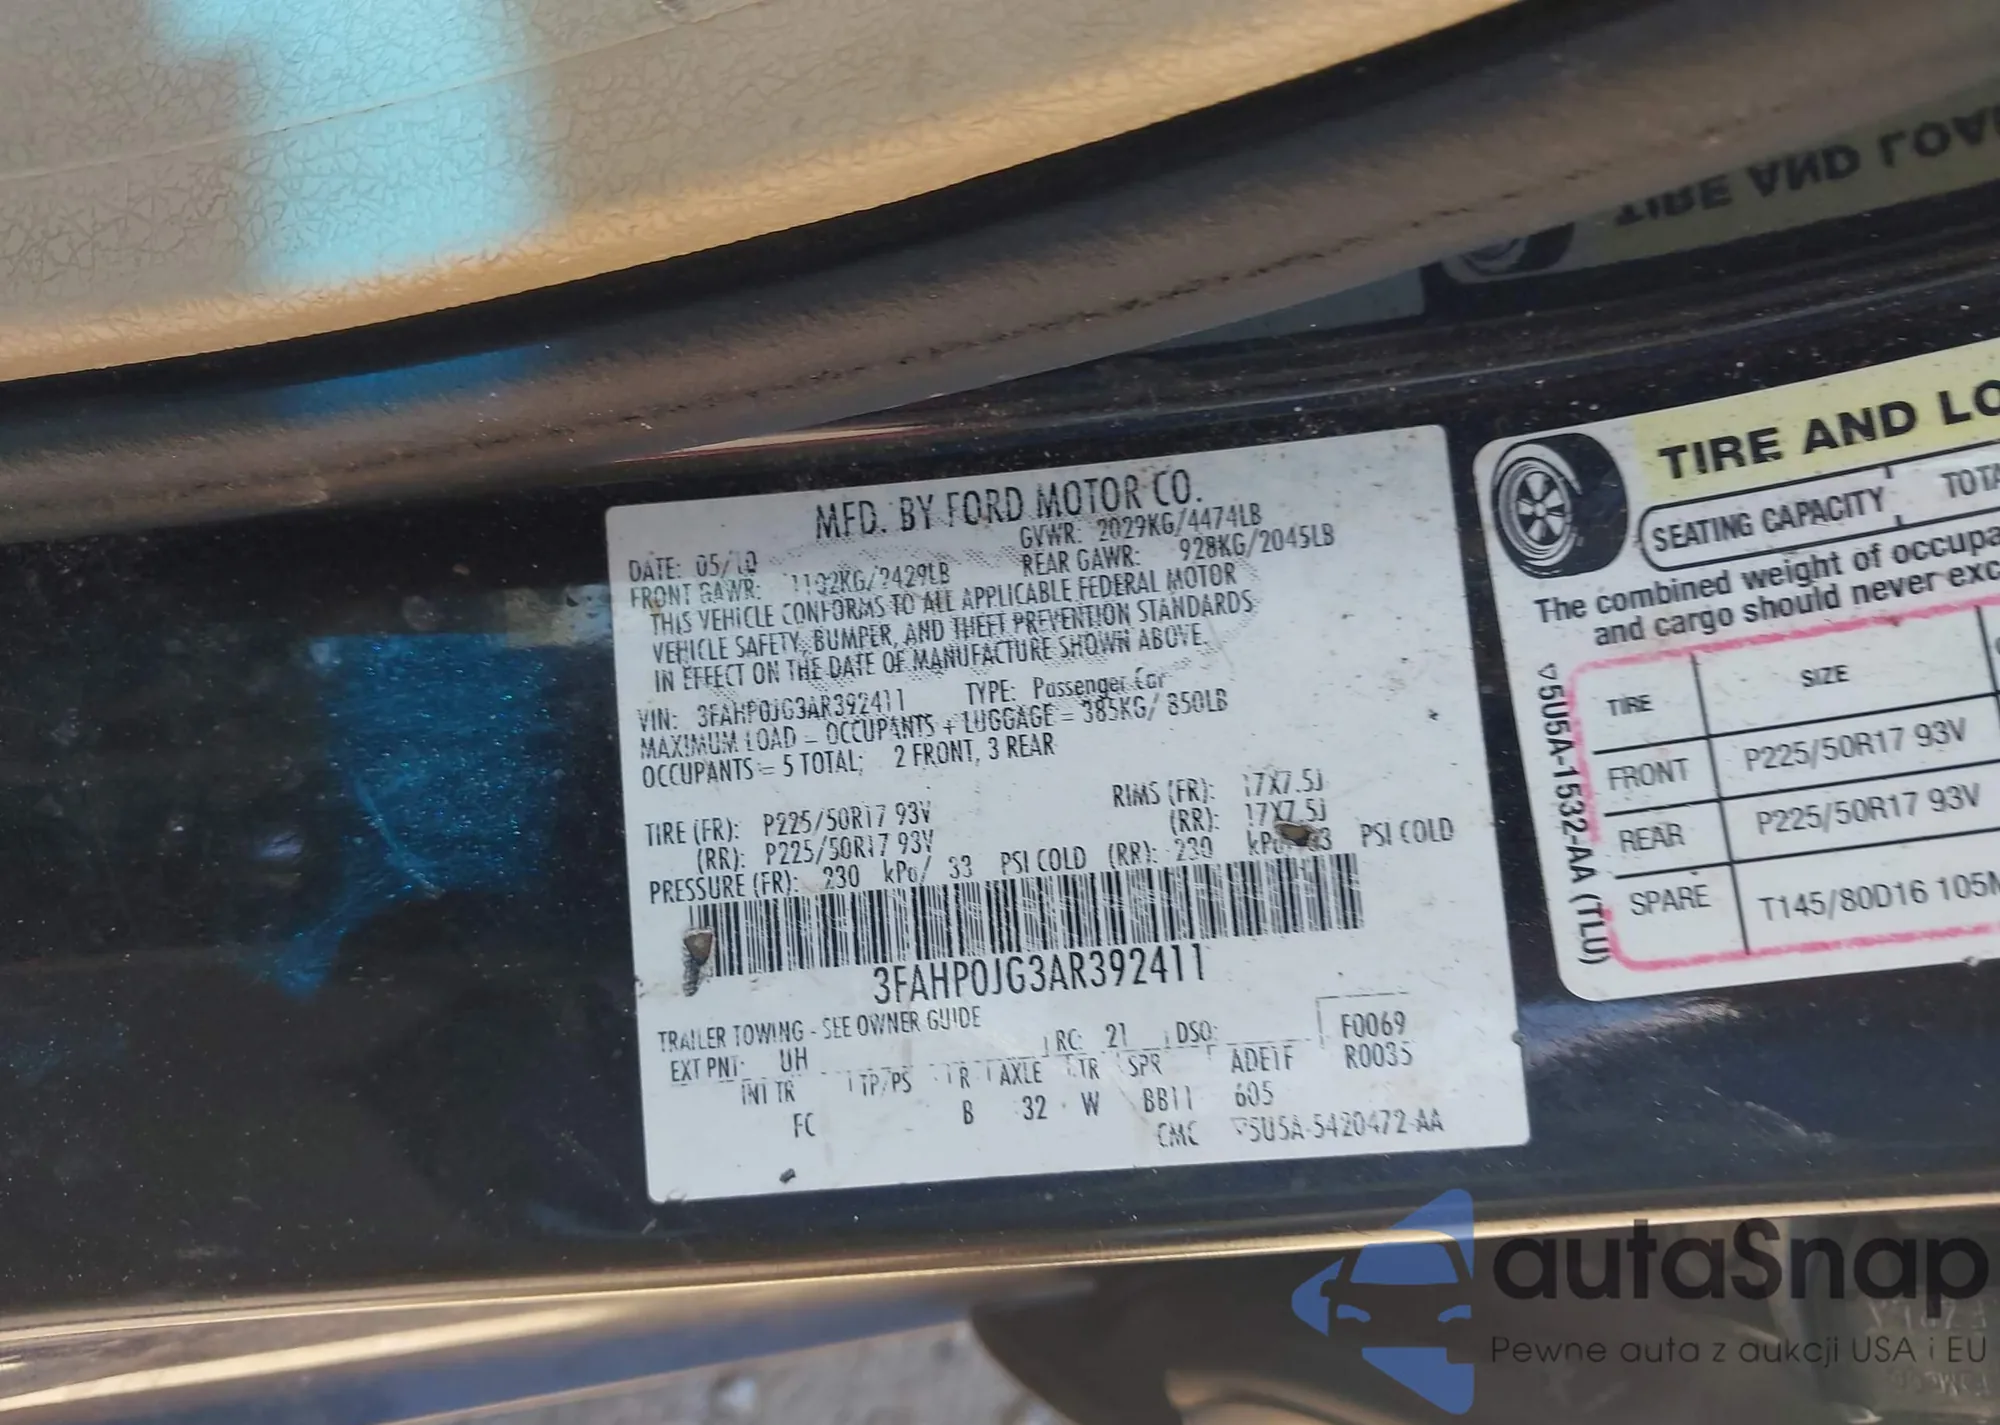 MFD. BY FORD MOTOR CO.
DATE: 05/10 GVWR: 2029KG/4474LB
FRONT GAWR: 1102KG/2429LB REAR GAWR: 928KG/2045LB
THIS VEHICLE CONFORMS TO ALL APPLICABLE FEDERAL MOTOR
VEHICLE SAFETY, BUMPER, AND THEFT PREVENTION STANDARDS
IN EFFECT ON THE DATE OF MANUFACTURE SHOWN ABOVE.
VIN: 3FAHP0JG3AR392411 TYPE: Passenger Car
MAXIMUM LOAD = OCCUPANTS + LUGGAGE = 385KG/ 850LB
OCCUPANTS = 5 TOTAL; 2 FRONT, 3 REAR
TIRE (FR): P225/50R17 93V RIMS (FR): 17X7.5J
(RR): P225/50R17 93V (RR): 17X7.5J
PRESSURE (FR): 230 kPa/ 33 PSI COLD (RR): 230 PSI COLD
3FAHP0JG3AR392411
TRAILER TOWING - SEE OWNER GUIDE
EXT PNT: UH RC: 21 DSO: F0069
INT TR TP/PS R AXLE TR SPR ADE1F R0035
FC B 32 W BB11 605
CMC ▽5U5A-5420472-AA
TIRE AND LO
SEATING CAPACITY TOTA
The combined weight of occupa
and cargo should never exc
▽5U5A-1532-AA (TLU)
TIRE SIZE
FRONT P225/50R17 93V
REAR P225/50R17 93V
SPARE T145/80D16 105M
TIRE AND LOA
autaSnap
Pewne auta z aukcji USA i EU